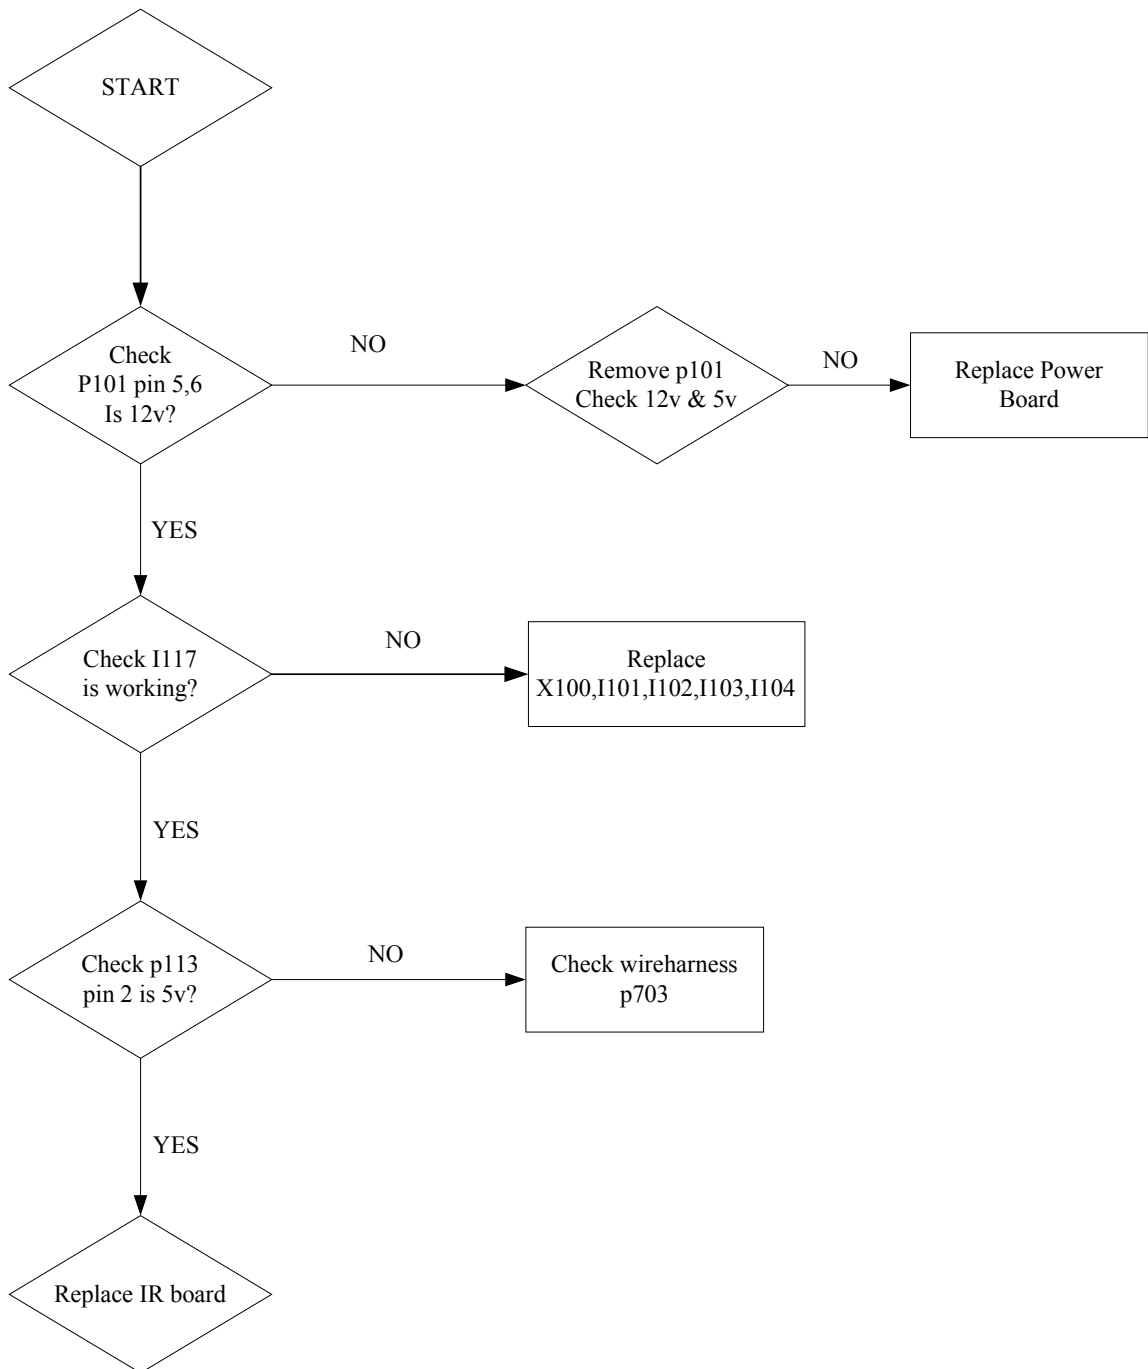 START
Check
P101 pin 5,6
Is 12v?
NO
Remove p101
Check 12v & 5v
NO
Replace Power
Board
YES
Check I117
is working?
NO
Replace
X100,I101,I102,I103,I104
YES
Check p113
pin 2 is 5v?
NO
Check wireharness
p703
YES
Replace IR board